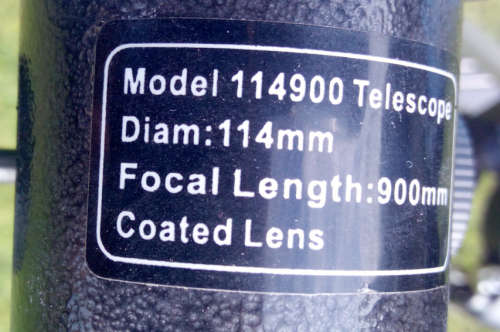 Model 114900 Telescope
Diam:114mm
Focal Length:900mm
Coated Lens